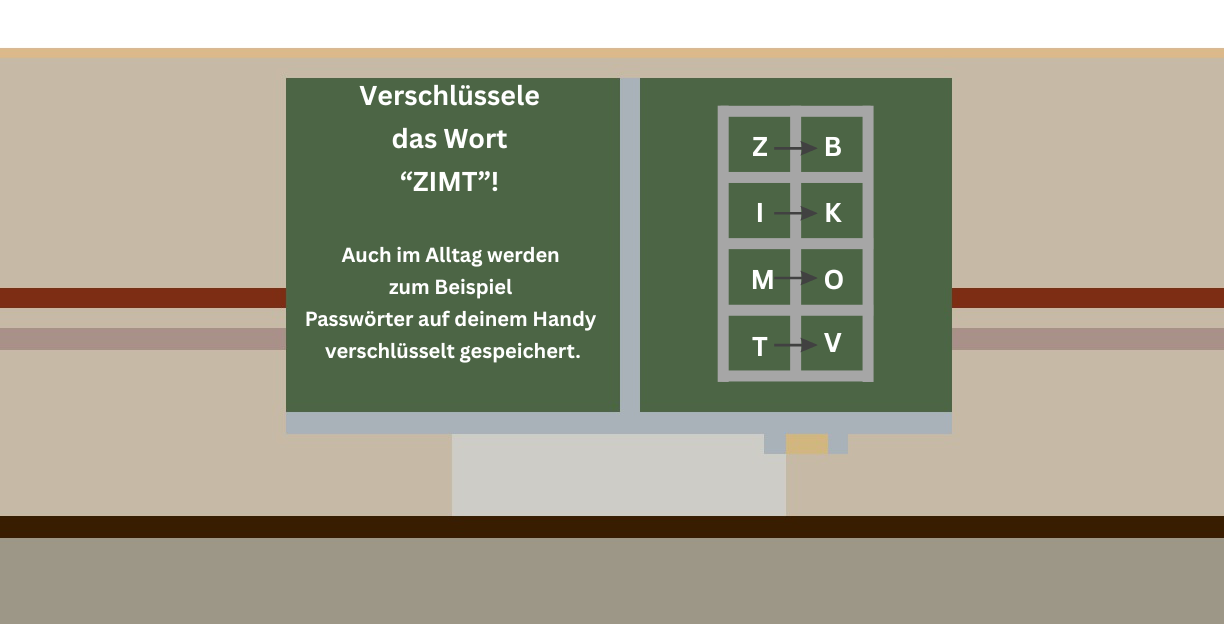 Verschlüssele
das Wort
“ZIMT”!
Auch im Alltag werden
zum Beispiel
Passwörter auf deinem Handy
verschlüsselt gespeichert.
Z B
I K
M O
T V